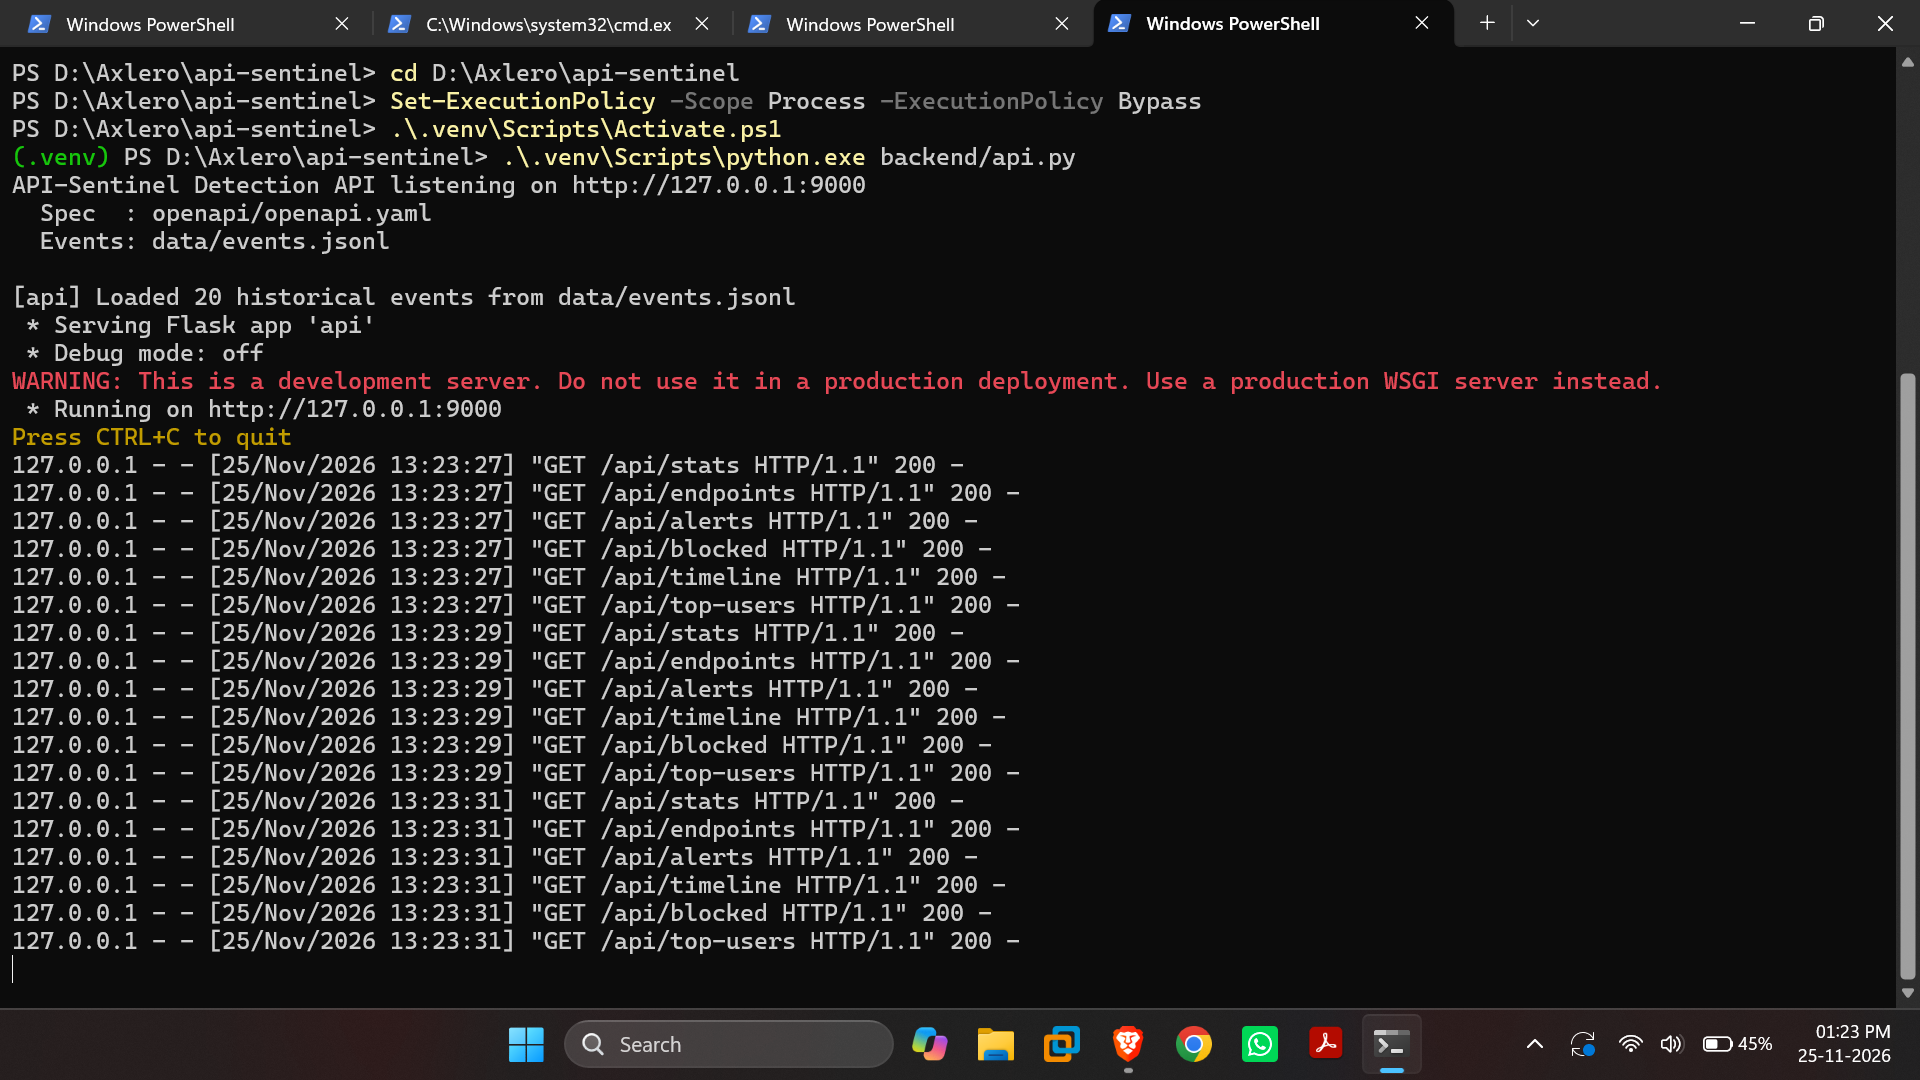 Windows PowerShell
C:\Windows\system32\cmd.ex
Windows PowerShell
Windows PowerShell
PS D:\Axlero\api-sentinel> cd D:\Axlero\api-sentinel
PS D:\Axlero\api-sentinel> Set-ExecutionPolicy -Scope Process -ExecutionPolicy Bypass
PS D:\Axlero\api-sentinel> .\.venv\Scripts\Activate.ps1
(.venv) PS D:\Axlero\api-sentinel> .\.venv\Scripts\python.exe backend/api.py
API-Sentinel Detection API listening on http://127.0.0.1:9000
  Spec  : openapi/openapi.yaml
  Events: data/events.jsonl
[api] Loaded 20 historical events from data/events.jsonl
 * Serving Flask app 'api'
 * Debug mode: off
WARNING: This is a development server. Do not use it in a production deployment. Use a production WSGI server instead.
 * Running on http://127.0.0.1:9000
Press CTRL+C to quit
127.0.0.1 - - [25/Nov/2026 13:23:27] "GET /api/stats HTTP/1.1" 200 -
127.0.0.1 - - [25/Nov/2026 13:23:27] "GET /api/endpoints HTTP/1.1" 200 -
127.0.0.1 - - [25/Nov/2026 13:23:27] "GET /api/alerts HTTP/1.1" 200 -
127.0.0.1 - - [25/Nov/2026 13:23:27] "GET /api/blocked HTTP/1.1" 200 -
127.0.0.1 - - [25/Nov/2026 13:23:27] "GET /api/timeline HTTP/1.1" 200 -
127.0.0.1 - - [25/Nov/2026 13:23:27] "GET /api/top-users HTTP/1.1" 200 -
127.0.0.1 - - [25/Nov/2026 13:23:29] "GET /api/stats HTTP/1.1" 200 -
127.0.0.1 - - [25/Nov/2026 13:23:29] "GET /api/endpoints HTTP/1.1" 200 -
127.0.0.1 - - [25/Nov/2026 13:23:29] "GET /api/alerts HTTP/1.1" 200 -
127.0.0.1 - - [25/Nov/2026 13:23:29] "GET /api/timeline HTTP/1.1" 200 -
127.0.0.1 - - [25/Nov/2026 13:23:29] "GET /api/blocked HTTP/1.1" 200 -
127.0.0.1 - - [25/Nov/2026 13:23:29] "GET /api/top-users HTTP/1.1" 200 -
127.0.0.1 - - [25/Nov/2026 13:23:31] "GET /api/stats HTTP/1.1" 200 -
127.0.0.1 - - [25/Nov/2026 13:23:31] "GET /api/endpoints HTTP/1.1" 200 -
127.0.0.1 - - [25/Nov/2026 13:23:31] "GET /api/alerts HTTP/1.1" 200 -
127.0.0.1 - - [25/Nov/2026 13:23:31] "GET /api/timeline HTTP/1.1" 200 -
127.0.0.1 - - [25/Nov/2026 13:23:31] "GET /api/blocked HTTP/1.1" 200 -
127.0.0.1 - - [25/Nov/2026 13:23:31] "GET /api/top-users HTTP/1.1" 200 -
Search
45%
01:23 PM
25-11-2026